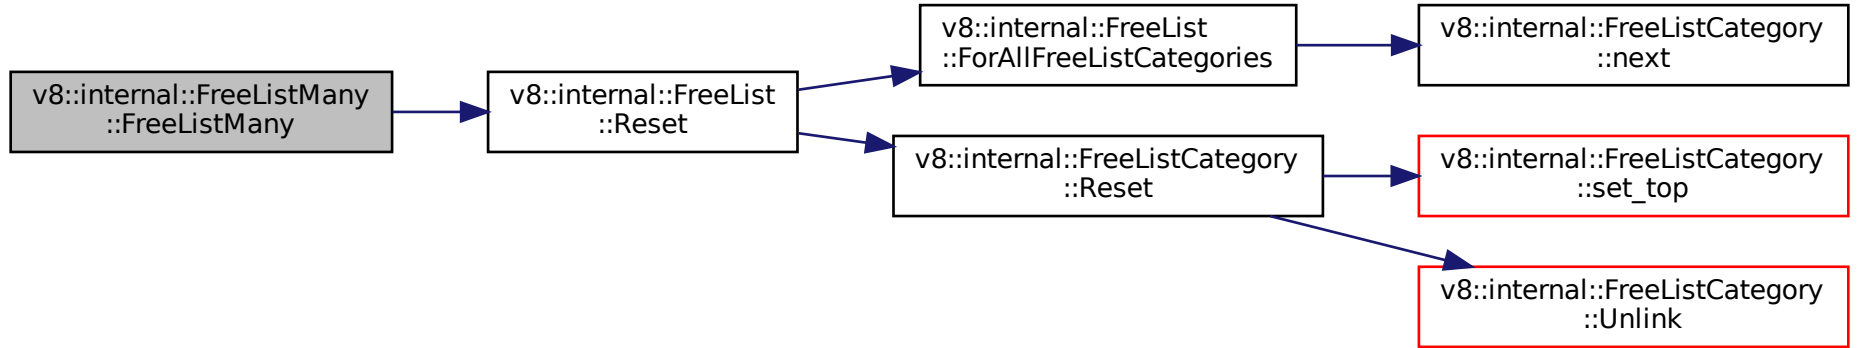 v8::internal::FreeListMany
::FreeListMany
v8::internal::FreeList
::Reset
v8::internal::FreeList
::ForAllFreeListCategories
v8::internal::FreeListCategory
::next
v8::internal::FreeListCategory
::Reset
v8::internal::FreeListCategory
::set_top
v8::internal::FreeListCategory
::Unlink